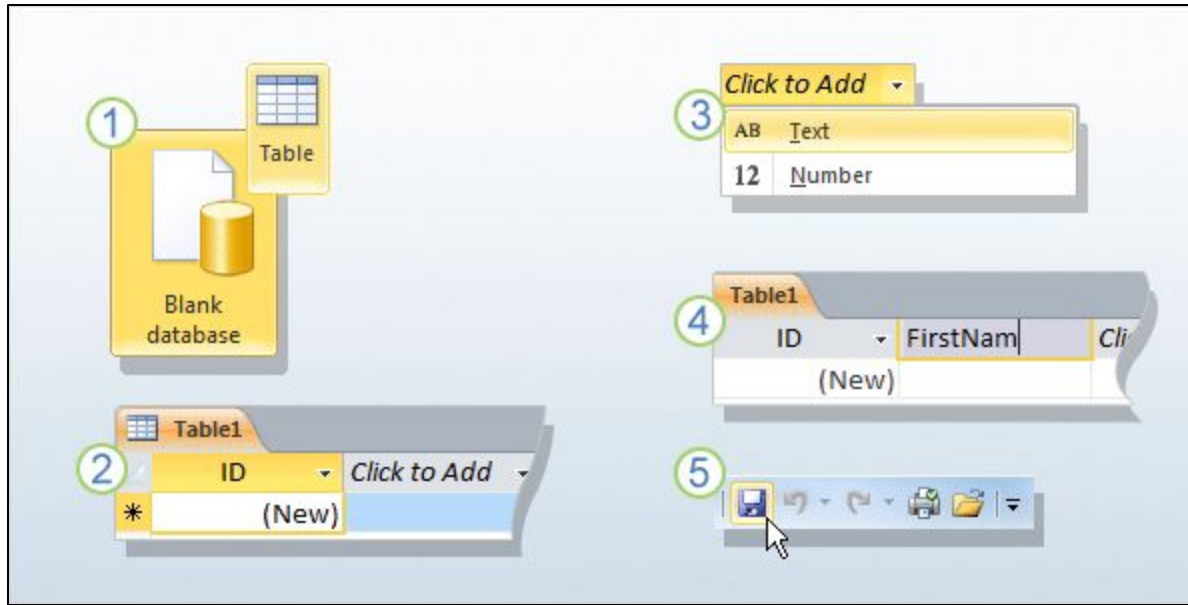 1
Table
Blank
database
2
Table1
ID
Click to Add
*
(New)
3
Click to Add
AB Text
12 Number
4
Table1
ID FirstNam Cli
(New)
5